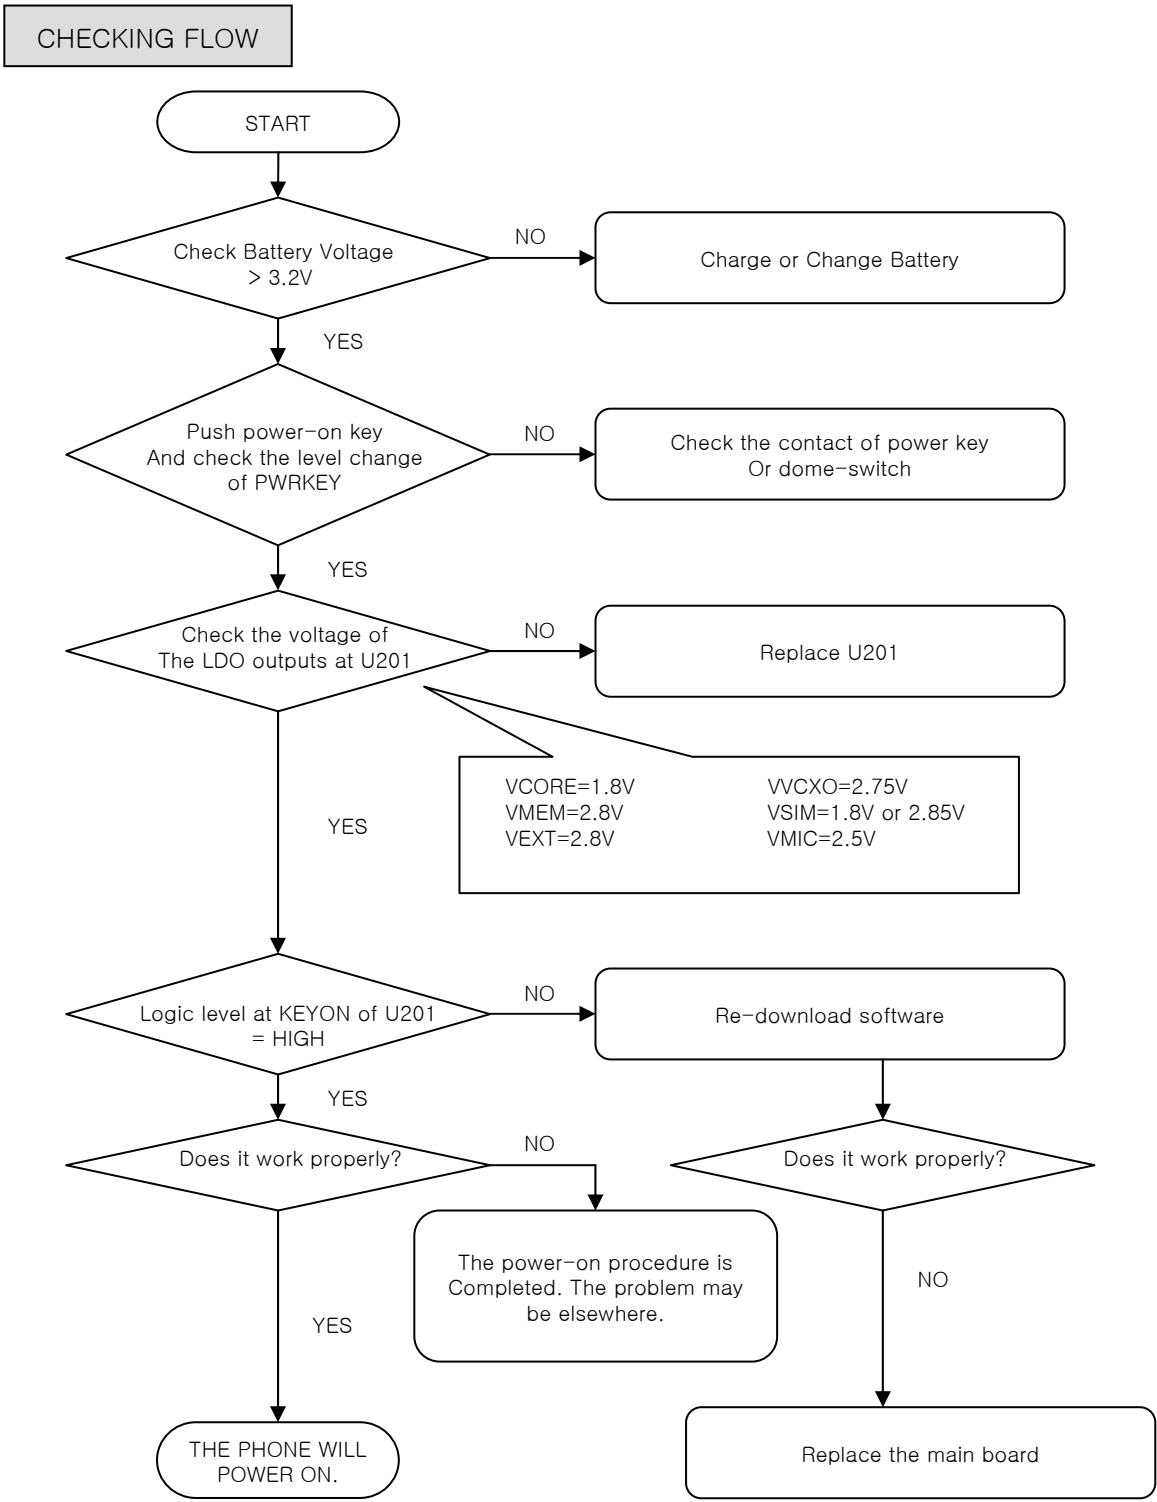 CHECKING FLOW
START
Check Battery Voltage
> 3.2V
NO
Charge or Change Battery
YES
Push power-on key
And check the level change
of PWRKEY
NO
Check the contact of power key
Or dome-switch
YES
Check the voltage of
The LDO outputs at U201
NO
Replace U201
VCORE=1.8V
VMEM=2.8V
VEXT=2.8V
VVCXO=2.75V
VSIM=1.8V or 2.85V
VMIC=2.5V
YES
Logic level at KEYON of U201
= HIGH
NO
Re-download software
YES
Does it work properly?
NO
The power-on procedure is
Completed. The problem may
be elsewhere.
Does it work properly?
NO
YES
THE PHONE WILL
POWER ON.
Replace the main board